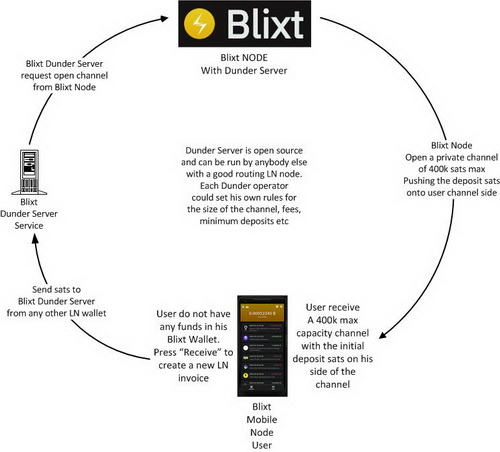 Blixt
Blixt NODE
With Dunder Server
Blixt Dunder Server
request open channel
from Blixt Node
Blixt Node
Open a private channel
of 400k sats max
Pushing the deposit sats
onto user channel side
Dunder Server is open source
and can be run by anybody else
with a good routing LN node.
Each Dunder operator
could set his own rules for
the size of the channel, fees,
minimum deposits etc
Blixt
Dunder Server
Service
Send sats to
Blixt Dunder Server
from any other LN wallet
User do not have
any funds in his
Blixt Wallet.
Press “Receive” to
create a new LN
invoice
User receive
A 400k max
capacity channel
with the initial
deposit sats on his
side of the
channel
Blixt
Mobile
Node
User